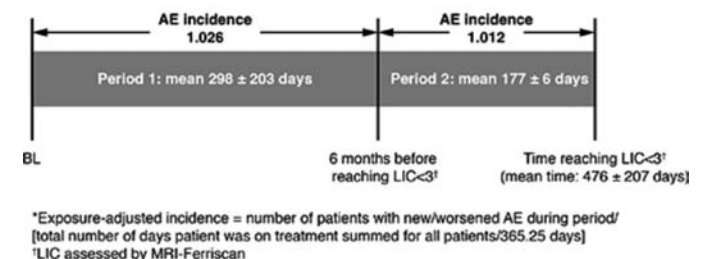 AE incidence AE incidence
1.026 1.012
Period 1: mean 298 ± 203 days Period 2: mean 177 ± 6 days
BL 6 months before Time reaching LIC<3†
reaching LIC<3‡ (mean time: 476 ± 207 days)
*Exposure-adjusted incidence = number of patients with new/worsened AE during period/
[total number of days patient was on treatment summed for all patients/365.25 days]
†LIC assessed by MRI-Ferriscan